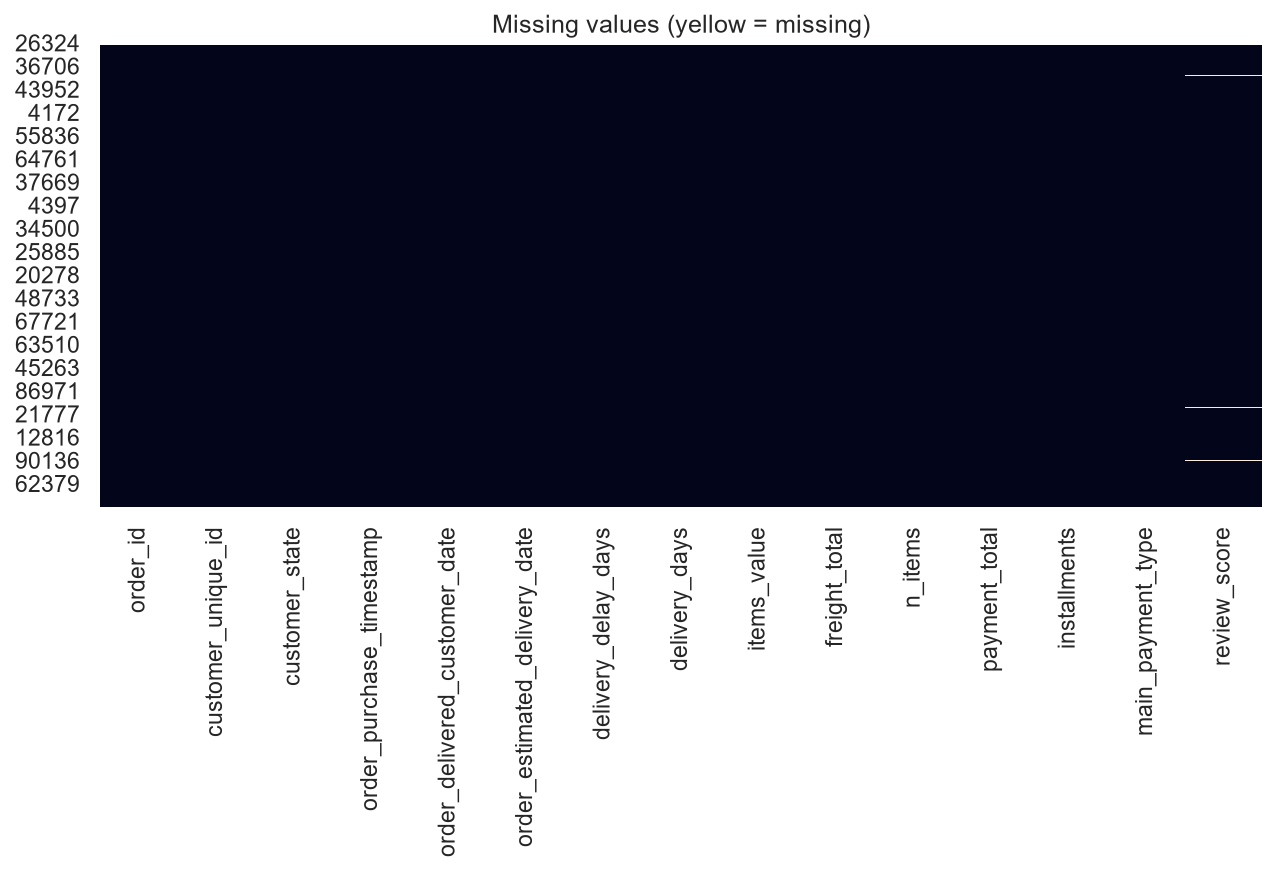 Missing values (yellow = missing)
26324
36706
43952
4172
55836
64761
37669
4397
34500
25885
20278
48733
67721
63510
45263
86971
21777
12816
90136
62379
order_id
customer_unique_id
customer_state
order_purchase_timestamp
order_delivered_customer_date
order_estimated_delivery_date
delivery_delay_days
delivery_days
items_value
freight_total
n_items
payment_total
installments
main_payment_type
review_score